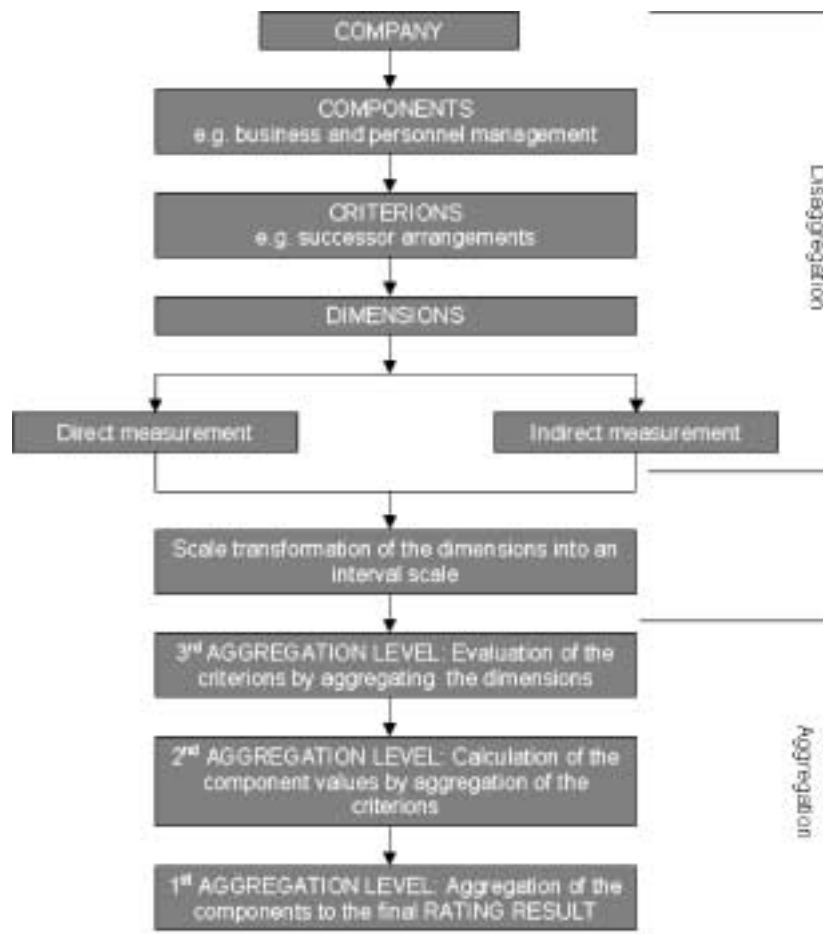 COMPANY
COMPONENTS
e.g. business and personnel management
CRITERIONS
e.g. successor arrangements
DIMENSIONS
Direct measurement
Indirect measurement
Disaggregation
Scale transformation of the dimensions into an
interval scale
3rd AGGREGATION LEVEL: Evaluation of the
criterions by aggregating the dimensions
2nd AGGREGATION LEVEL: Calculation of the
component values by aggregation of the
criterions
1st AGGREGATION LEVEL: Aggregation of the
components to the final RATING RESULT
Aggregation